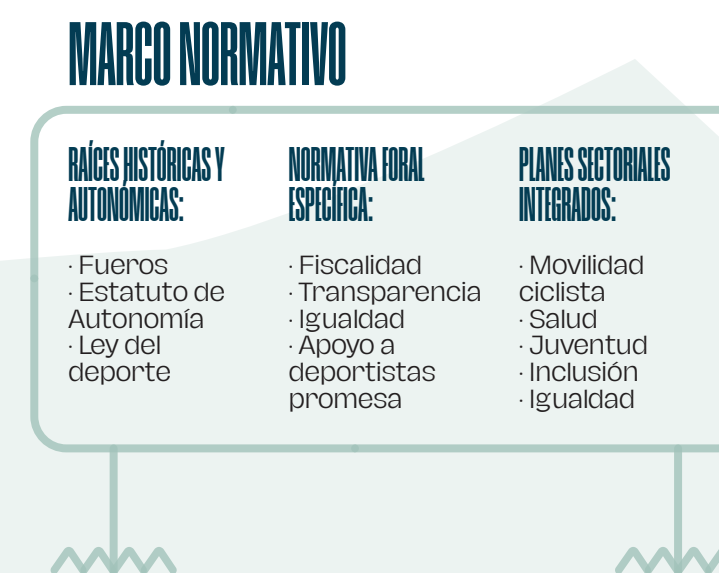 MARCO NORMATIVO
RAÍCES HISTÓRICAS Y
AUTONÓMICAS:
· Fueros
· Estatuto de
Autonomía
· Ley del
deporte
NORMATIVA FORAL
ESPECÍFICA:
· Fiscalidad
· Transparencia
· Igualdad
· Apoyo a
deportistas
promesa
PLANES SECTORIALES
INTEGRADOS:
· Movilidad
ciclista
· Salud
· Juventud
· Inclusión
· Igualdad